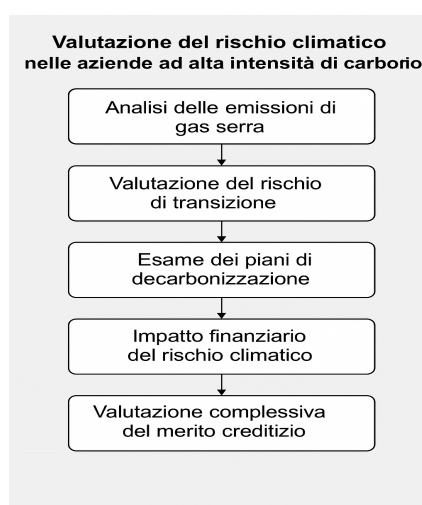 Valutazione del rischio climatico
nelle aziende ad alta intensità di carborio
Analisi delle emissioni di
gas serra
Valutazione del rischio
di transizione
Esame dei piani di
decarbonizzazione
Impatto finanziario
del rischio climatico
Valutazione complessiva
del merito creditizio